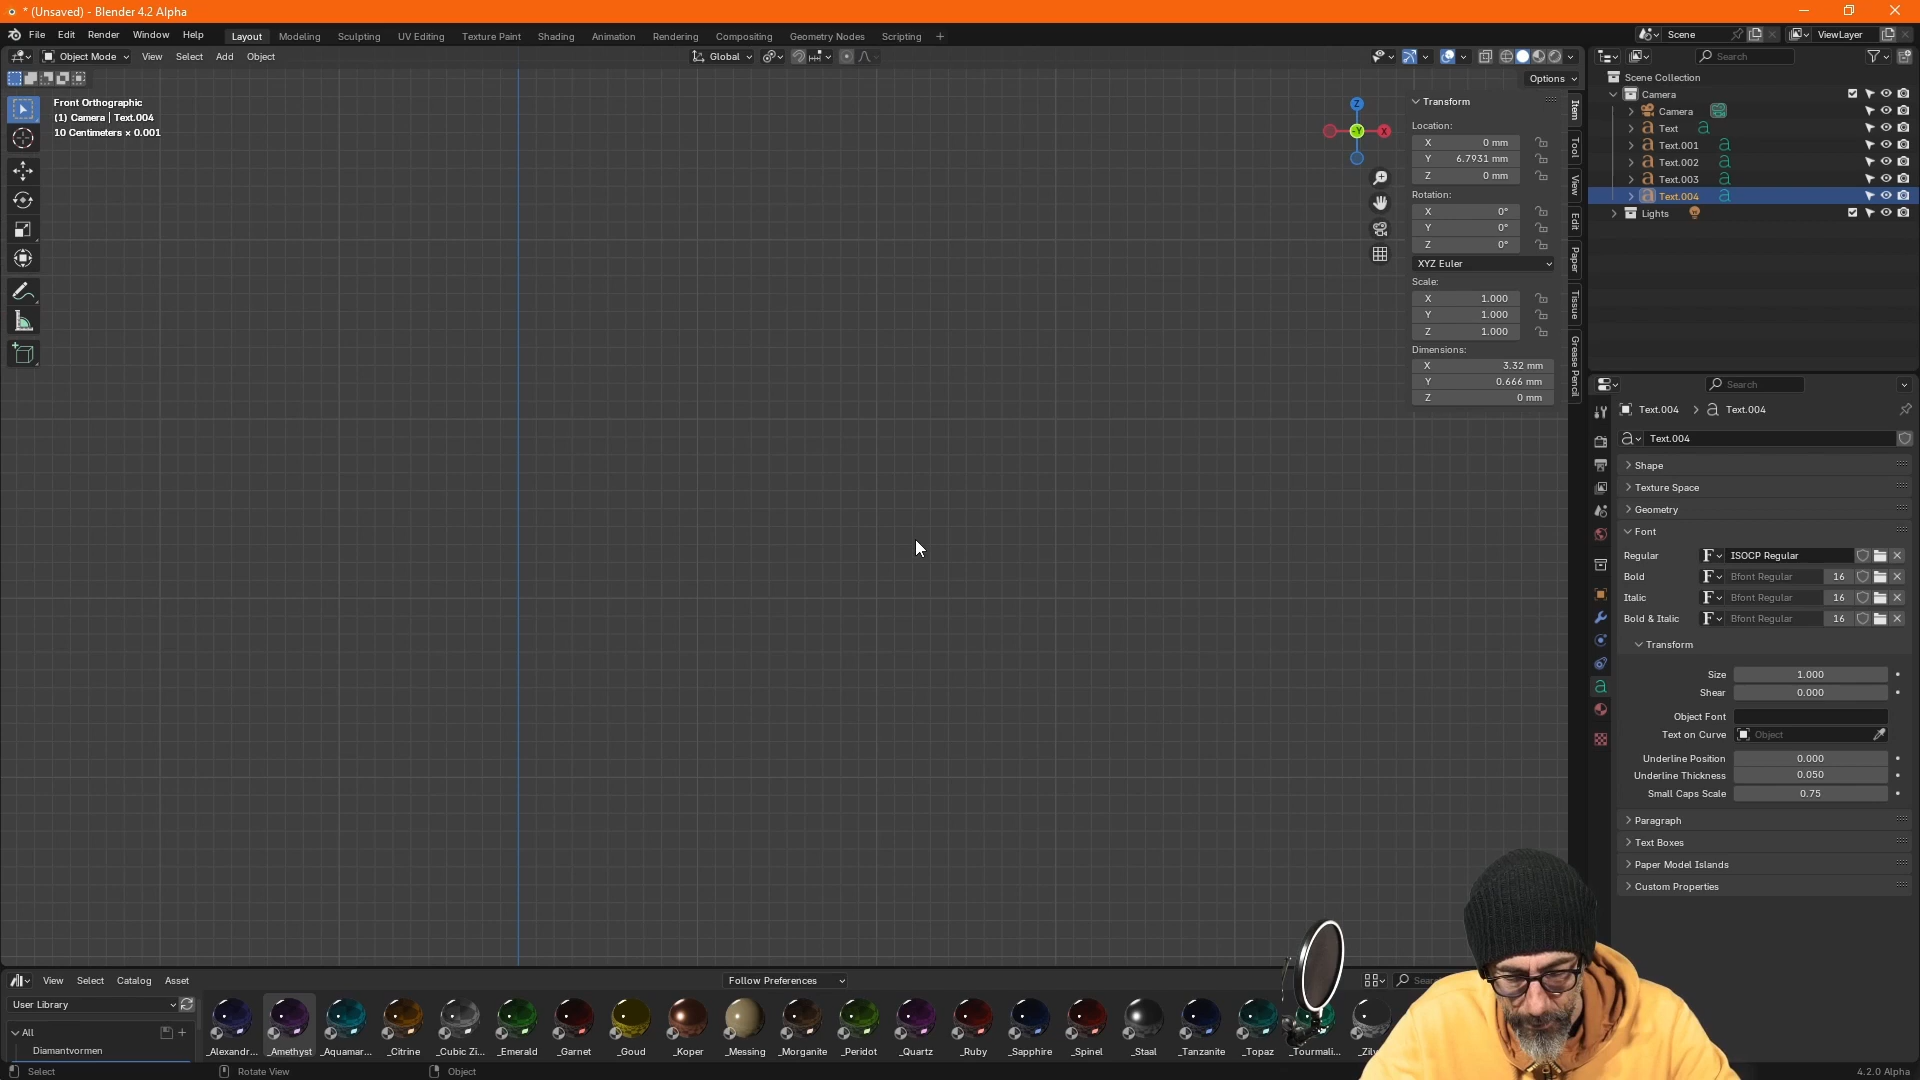 * (Unsaved) - Blender 4.2 Alpha
File Edit Render Window Help Layout Modeling Sculpting UV Editing Texture Paint Shading Animation Rendering Compositing Geometry Nodes Scripting + Scene ViewLayer
Object Mode View Select Add Object Global Search
Options
Front Orthographic
(1) Camera | Text.004
10 Centimeters × 0.001
Z
-Y
X
Transform
Location:
X 0 mm
Y 6.7931 mm
Z 0 mm
Rotation:
X 0°
Y 0°
Z 0°
XYZ Euler
Scale:
X 1.000
Y 1.000
Z 1.000
Dimensions:
X 3.32 mm
Y 0.666 mm
Z 0 mm
Item
Tool
View
Edit
Paper
Tissue
Grease Pencil
Scene Collection
Camera
Camera
Text
Text.001
Text.002
Text.003
Text.004
Lights
Search
Text.004 > Text.004
Text.004
Shape
Texture Space
Geometry
Font
Regular ISOCP Regular
Bold Bfont Regular 16
Italic Bfont Regular 16
Bold & Italic Bfont Regular 16
Transform
Size 1.000
Shear 0.000
Object Font
Text on Curve Object
Underline Position 0.000
Underline Thickness 0.050
Small Caps Scale 0.75
Paragraph
Text Boxes
Paper Model Islands
Custom Properties
View Select Catalog Asset Follow Preferences
User Library
All
Diamantvormen
_Alexandr... _Amethyst _Aquamar... _Citrine _Cubic Zi... _Emerald _Garnet _Goud _Koper _Messing _Morganite _Peridot _Quartz _Ruby _Sapphire _Spinel _Staal _Tanzanite _Topaz _Tourmali...
Select Rotate View Object 4.2.0 Alpha